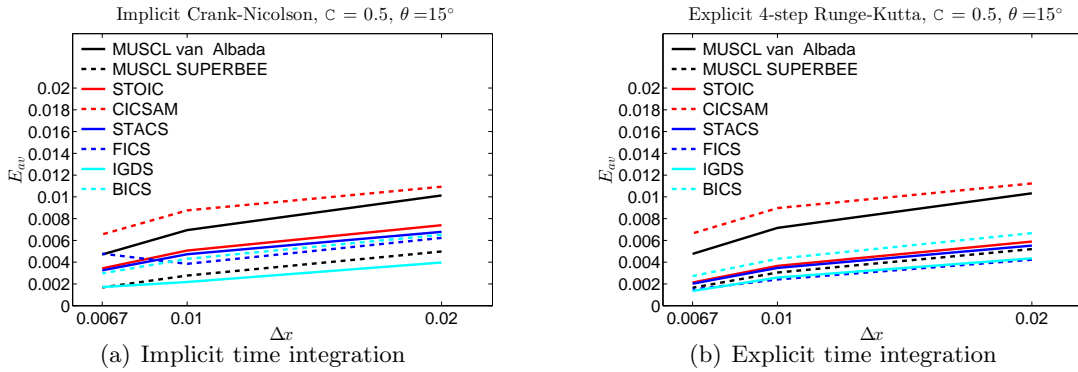 Implicit Crank-Nicolson, C = 0.5, θ = 15°
MUSCL van Albada
MUSCL SUPERBEE
STOIC
CICSAM
STACS
FICS
IGDS
BICS
0.02
0.018
0.016
0.014
0.012
0.01
0.008
0.006
0.004
0.002
0
E_av
0.0067 0.01 0.02
Δx
(a) Implicit time integration
Explicit 4-step Runge-Kutta, C = 0.5, θ = 15°
MUSCL van Albada
MUSCL SUPERBEE
STOIC
CICSAM
STACS
FICS
IGDS
BICS
0.02
0.018
0.016
0.014
0.012
0.01
0.008
0.006
0.004
0.002
0
E_av
0.0067 0.01 0.02
Δx
(b) Explicit time integration